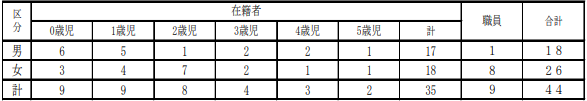 区分 在籍者 職員 合計
0歳児 1歳児 2歳児 3歳児 4歳児 5歳児 計
男 6 5 1 2 2 1 17 1 18
女 3 4 7 2 1 1 18 8 26
計 9 9 8 4 3 2 35 9 44